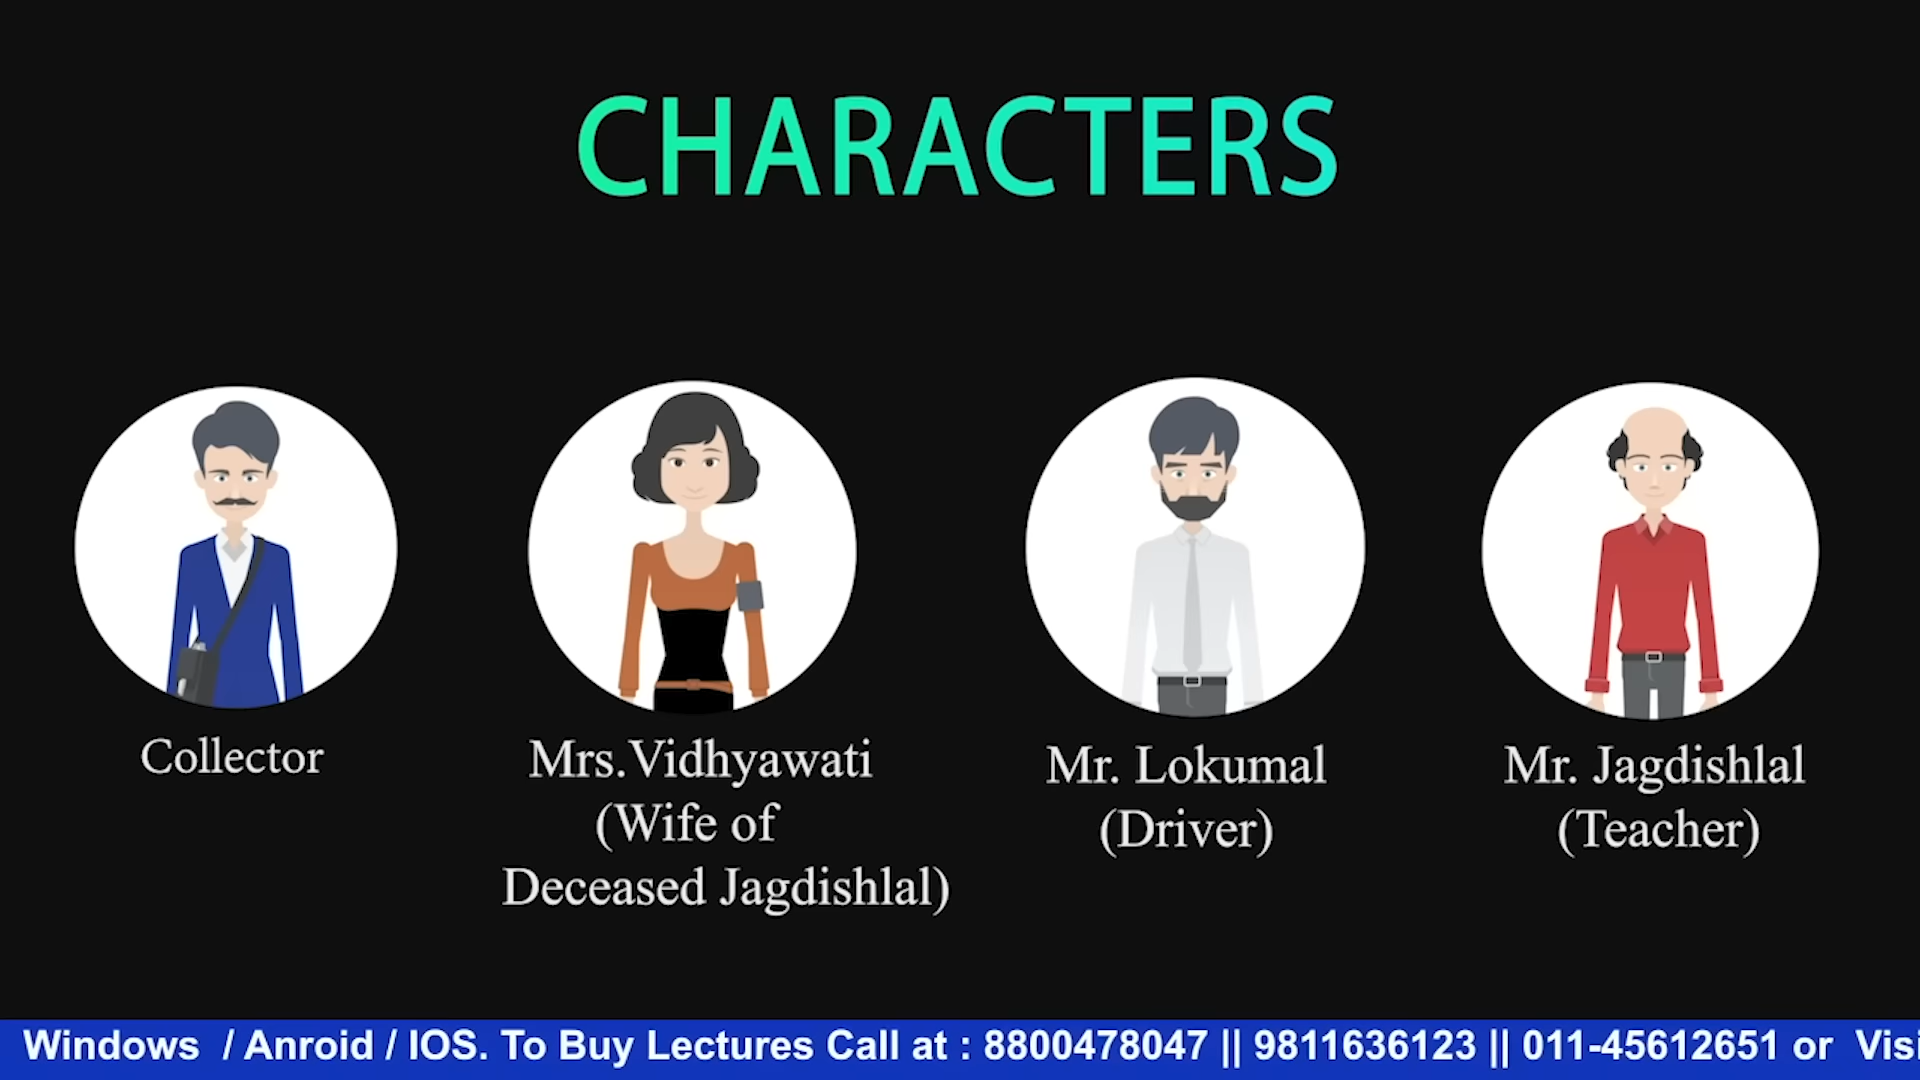 CHARACTERS
Collector
Mrs.Vidhyawati
(Wife of
Deceased Jagdishlal)
Mr. Lokumal
(Driver)
Mr. Jagdishlal
(Teacher)
Windows / Anroid / IOS. To Buy Lectures Call at : 8800478047 || 9811636123 || 011-45612651 or